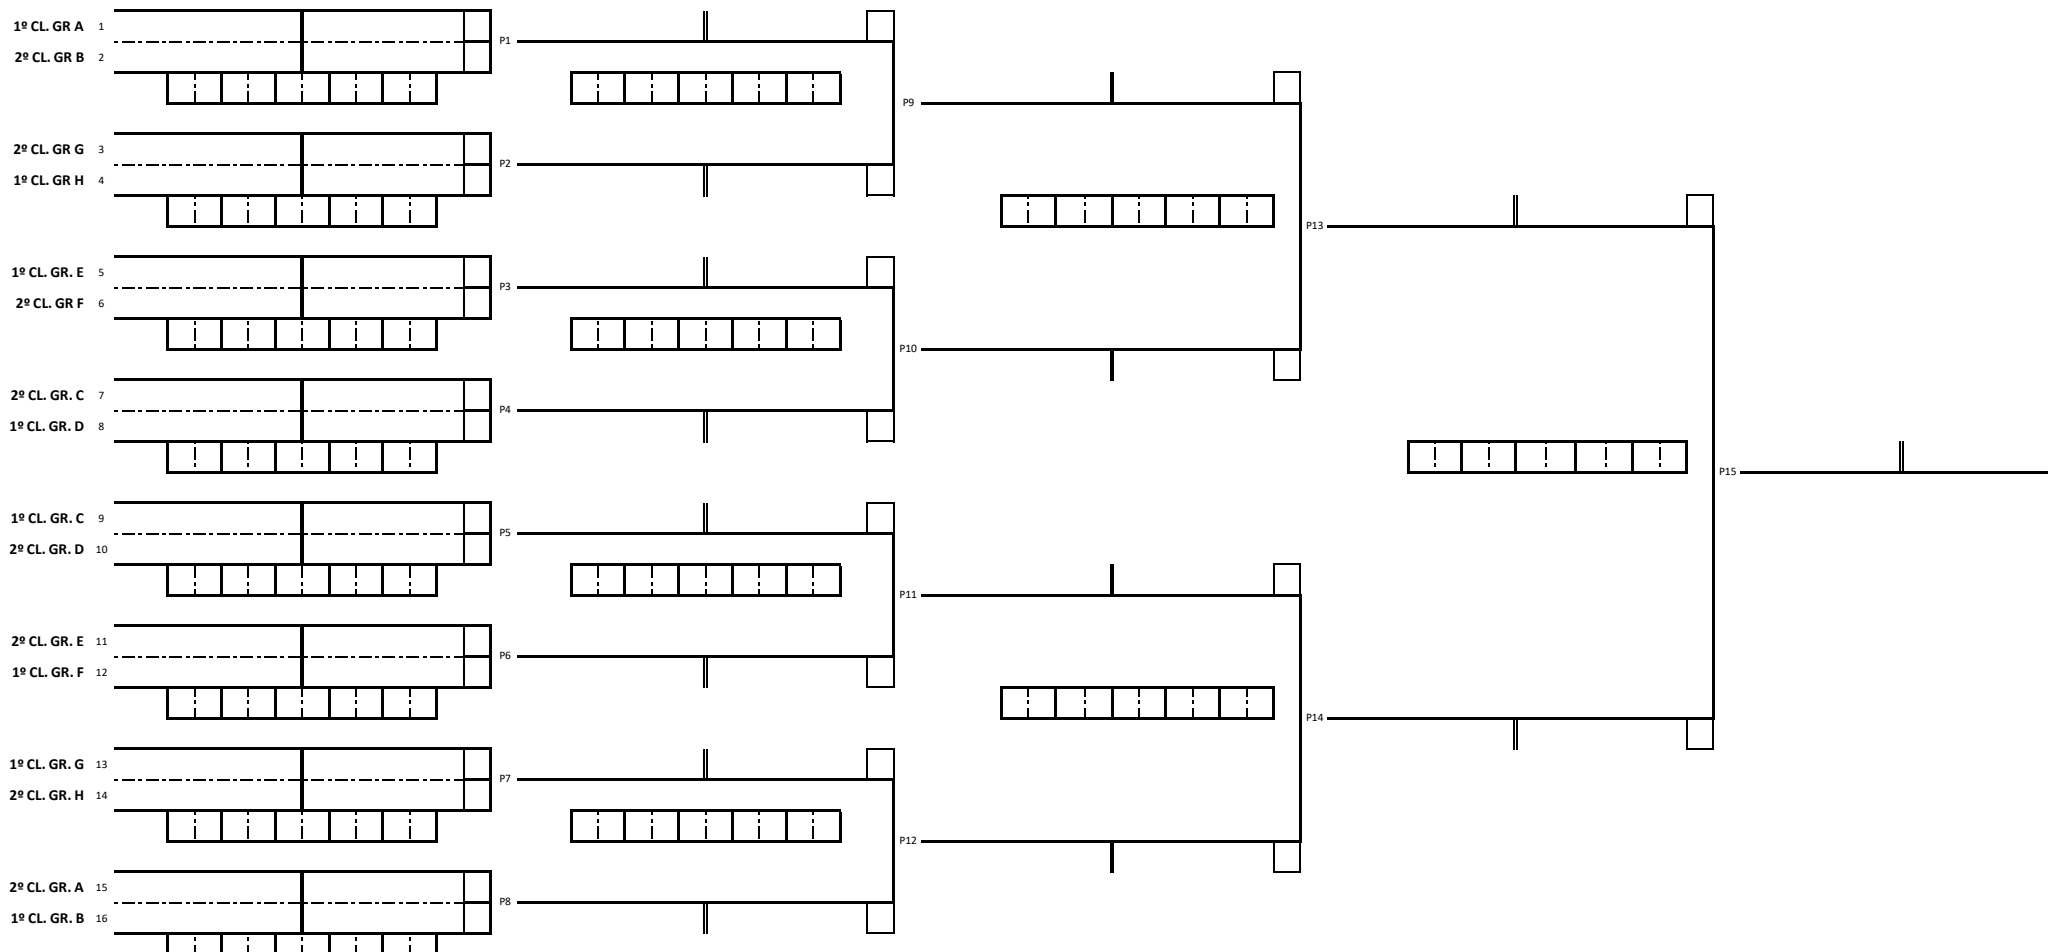 1º CL. GR A 1
P1
2º CL. GR B 2
P9
2º CL. GR G 3
P2
1º CL. GR H 4
P13
1º CL. GR. E 5
P3
2º CL. GR F 6
P10
2º CL. GR. C 7
P4
1º CL. GR. D 8
P15
1º CL. GR. C 9
P5
2º CL. GR. D 10
P11
2º CL. GR. E 11
P6
1º CL. GR. F 12
P14
1º CL. GR. G 13
P7
2º CL. GR. H 14
P12
2º CL. GR. A 15
P8
1º CL. GR. B 16